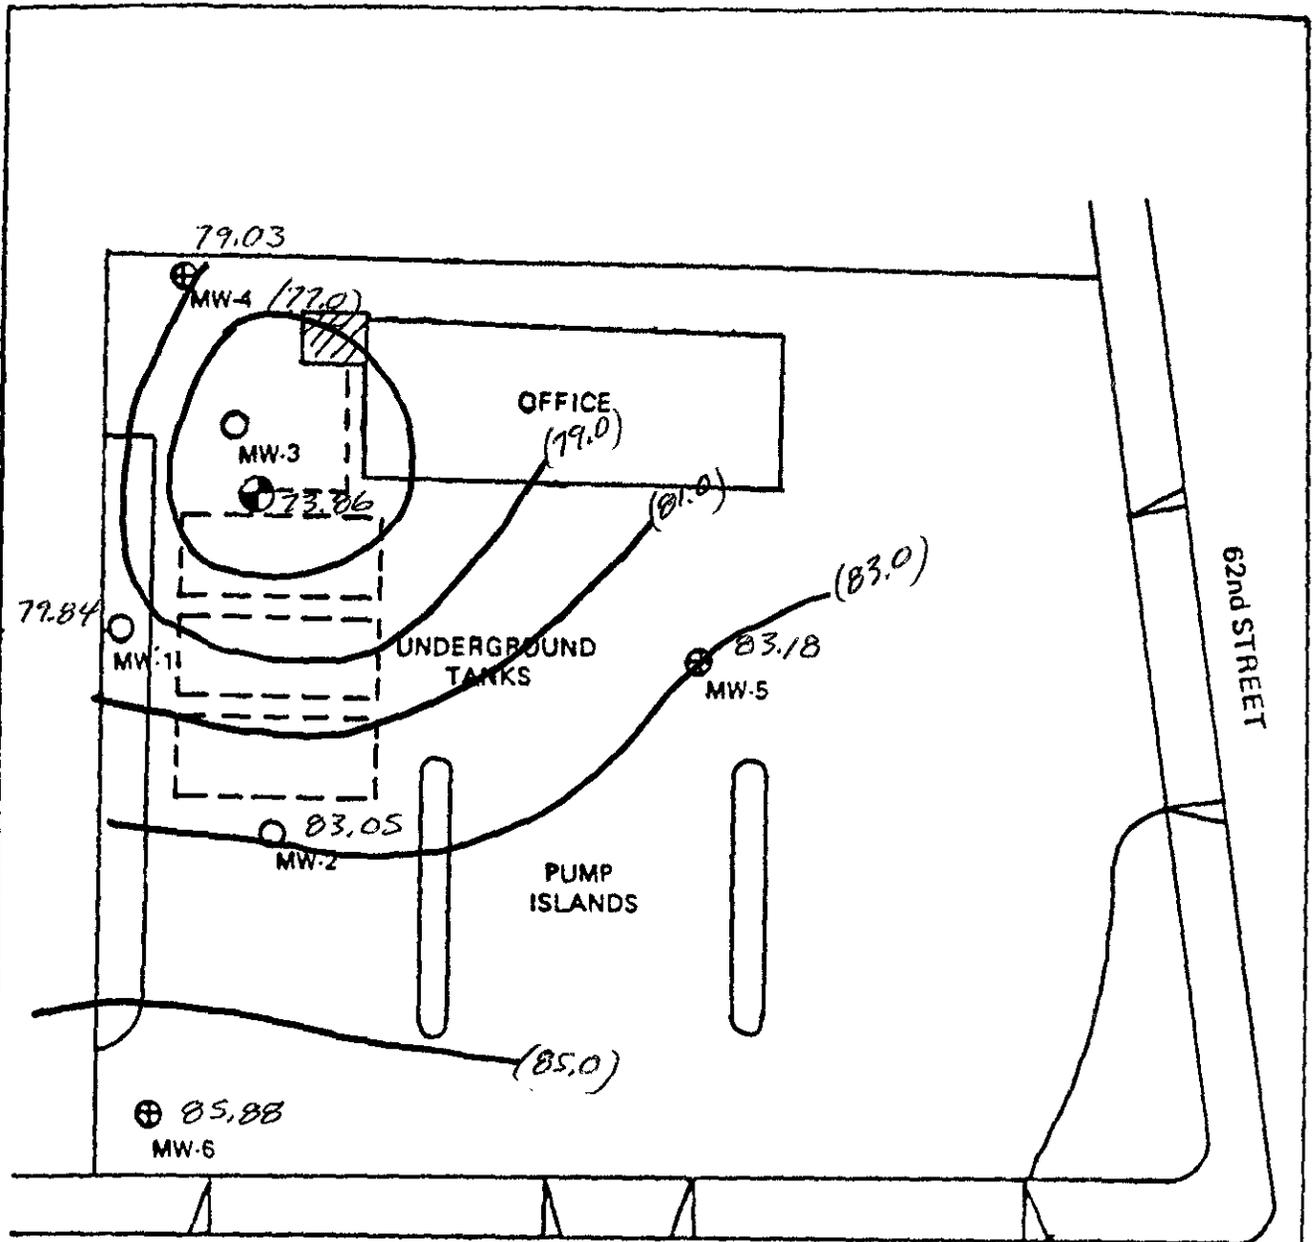 79.03
MW-4 (77.0)
OFFICE
(79.0)
MW-3
73.86
(81.0)
(83.0)
62nd STREET
79.84
MW-1
UNDERGROUND
TANKS
83.18
MW-5
83.05
MW-2
PUMP
ISLANDS
(85.0)
85.88
MW-6